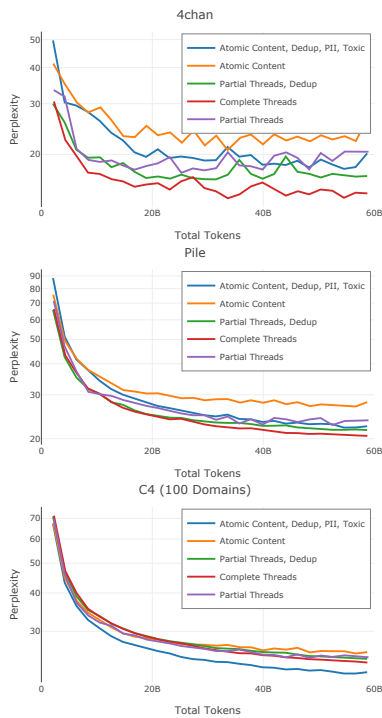 4chan
50
40
30
20
Perplexity
Atomic Content, Dedup, PII, Toxic
Atomic Content
Partial Threads, Dedup
Complete Threads
Partial Threads
0
20B
40B
60B
Total Tokens
Pile
90
80
70
60
50
40
30
20
Perplexity
Atomic Content, Dedup, PII, Toxic
Atomic Content
Partial Threads, Dedup
Complete Threads
Partial Threads
0
20B
40B
60B
Total Tokens
C4 (100 Domains)
70
60
50
40
30
Perplexity
Atomic Content, Dedup, PII, Toxic
Atomic Content
Partial Threads, Dedup
Complete Threads
Partial Threads
0
20B
40B
60B
Total Tokens